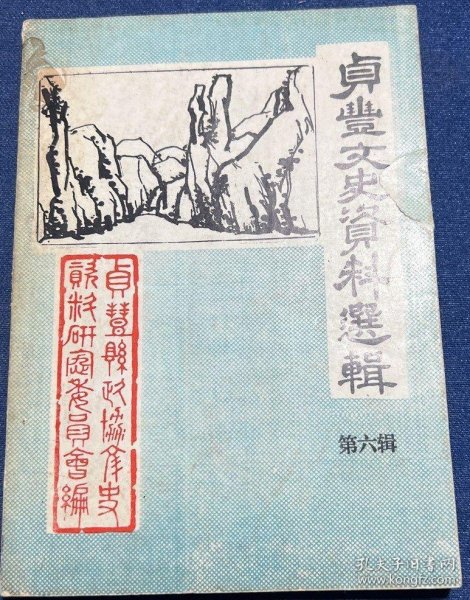 貞豐文史資料選輯
第六辑
貞豐縣政協文史
資料研究委員會編
孔夫子旧书网
www.kongfz.com